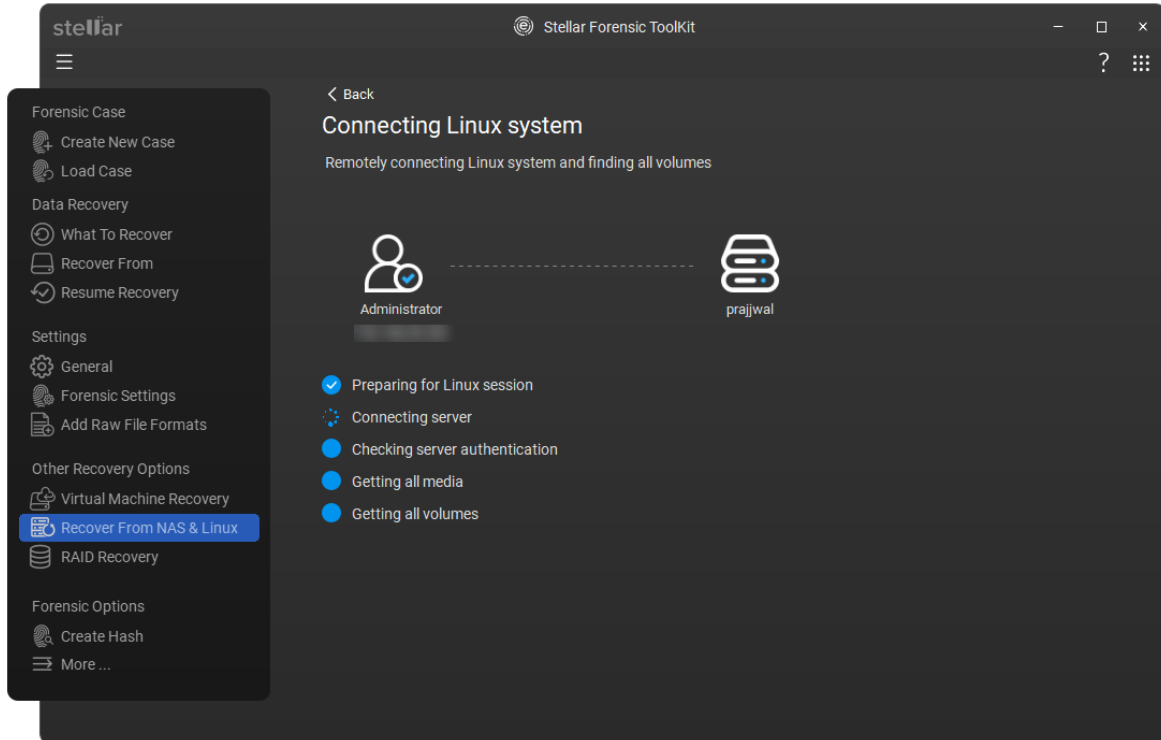 stellar
Stellar Forensic ToolKit
?
Forensic Case
Create New Case
Load Case
Data Recovery
What To Recover
Recover From
Resume Recovery
Settings
General
Forensic Settings
Add Raw File Formats
Other Recovery Options
Virtual Machine Recovery
Recover From NAS & Linux
RAID Recovery
Forensic Options
Create Hash
More ...
Back
Connecting Linux system
Remotely connecting Linux system and finding all volumes
Administrator
prajjwal
Preparing for Linux session
Connecting server
Checking server authentication
Getting all media
Getting all volumes